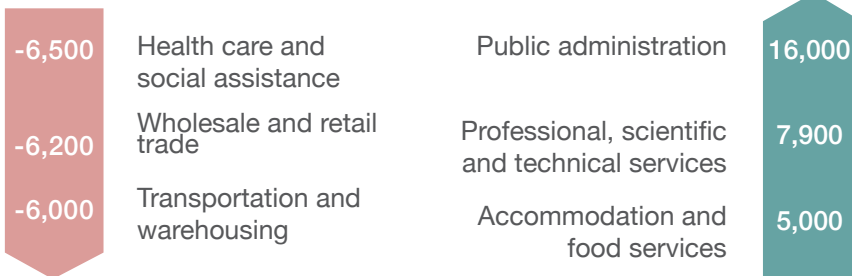 -6,500
Health care and
social assistance
-6,200
Wholesale and retail
trade
-6,000
Transportation and
warehousing
Public administration
16,000
Professional, scientific
and technical services
7,900
Accommodation and
food services
5,000